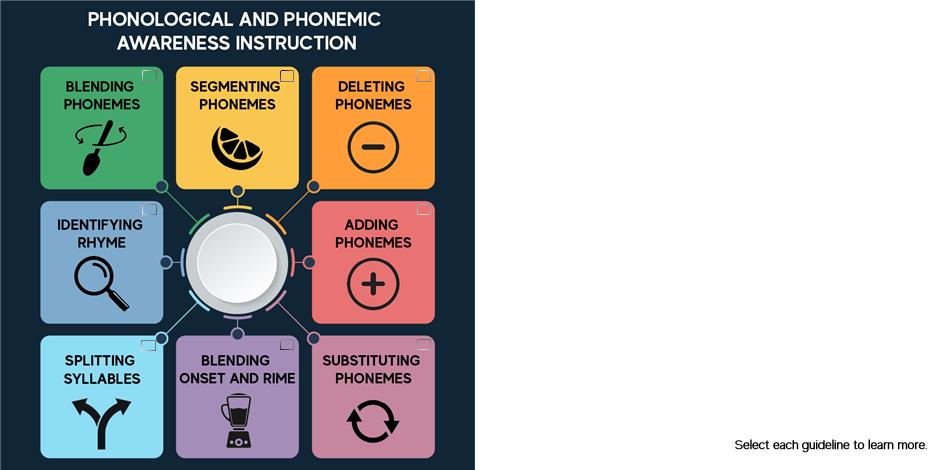 PHONOLOGICAL AND PHONEMIC
AWARENESS INSTRUCTION
BLENDING
PHONEMES
SEGMENTING
PHONEMES
DELETING
PHONEMES
IDENTIFYING
RHYME
ADDING
PHONEMES
SPLITTING
SYLLABLES
BLENDING
ONSET AND RIME
SUBSTITUTING
PHONEMES
Select each guideline to learn more.